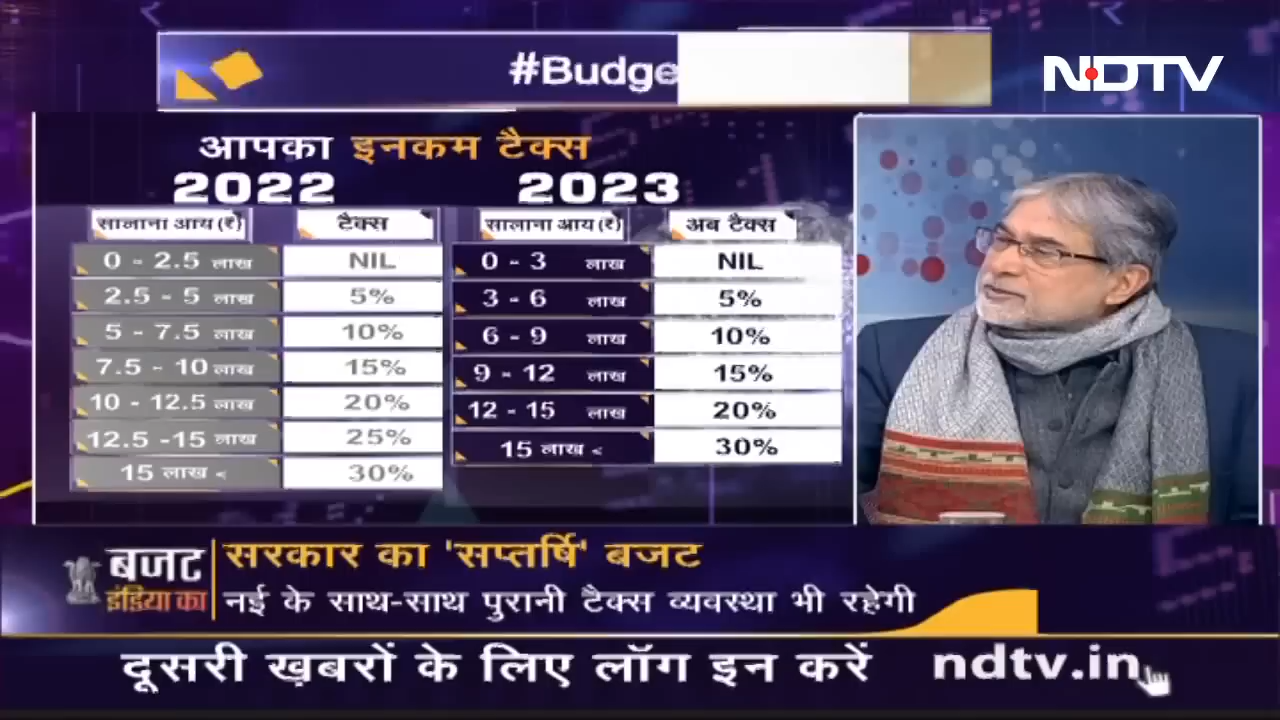 #Budge
NDTV
आपका इनकम टैक्स
2022 2023
सालाना आय (₹) टैक्स सालाना आय (₹) अब टैक्स
0 - 2.5 लाख NIL 0 - 3 लाख NIL
2.5 - 5 लाख 5% 3 - 6 लाख 5%
5 - 7.5 लाख 10% 6 - 9 लाख 10%
7.5 - 10 लाख 15% 9 - 12 लाख 15%
10 - 12.5 लाख 20% 12 - 15 लाख 20%
12.5 -15 लाख 25% 15 लाख < 30%
15 लाख < 30%
बजट
इंडिया का
सरकार का 'सप्तर्षि' बजट
नई के साथ-साथ पुरानी टैक्स व्यवस्था भी रहेगी
दूसरी ख़बरों के लिए लॉग इन करें ndtv.in